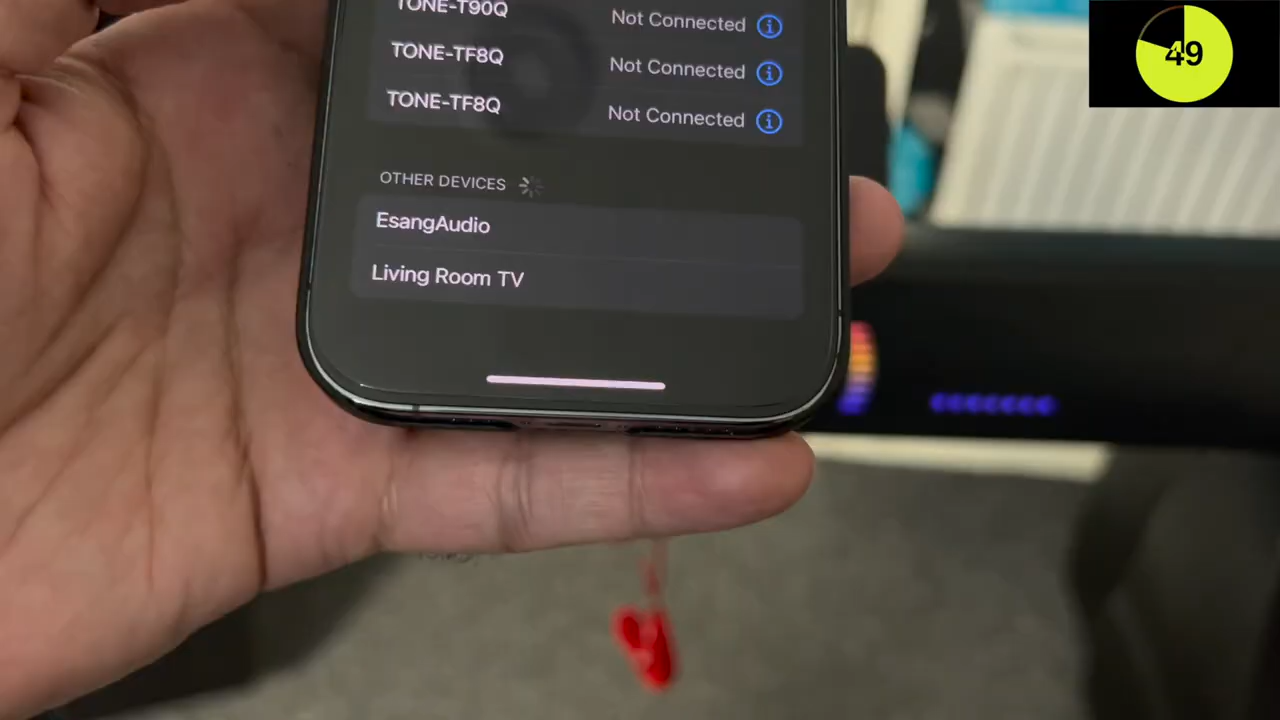 TONE-T90Q Not Connected
TONE-TF8Q Not Connected
TONE-TF8Q Not Connected
OTHER DEVICES
EsangAudio
Living Room TV
49